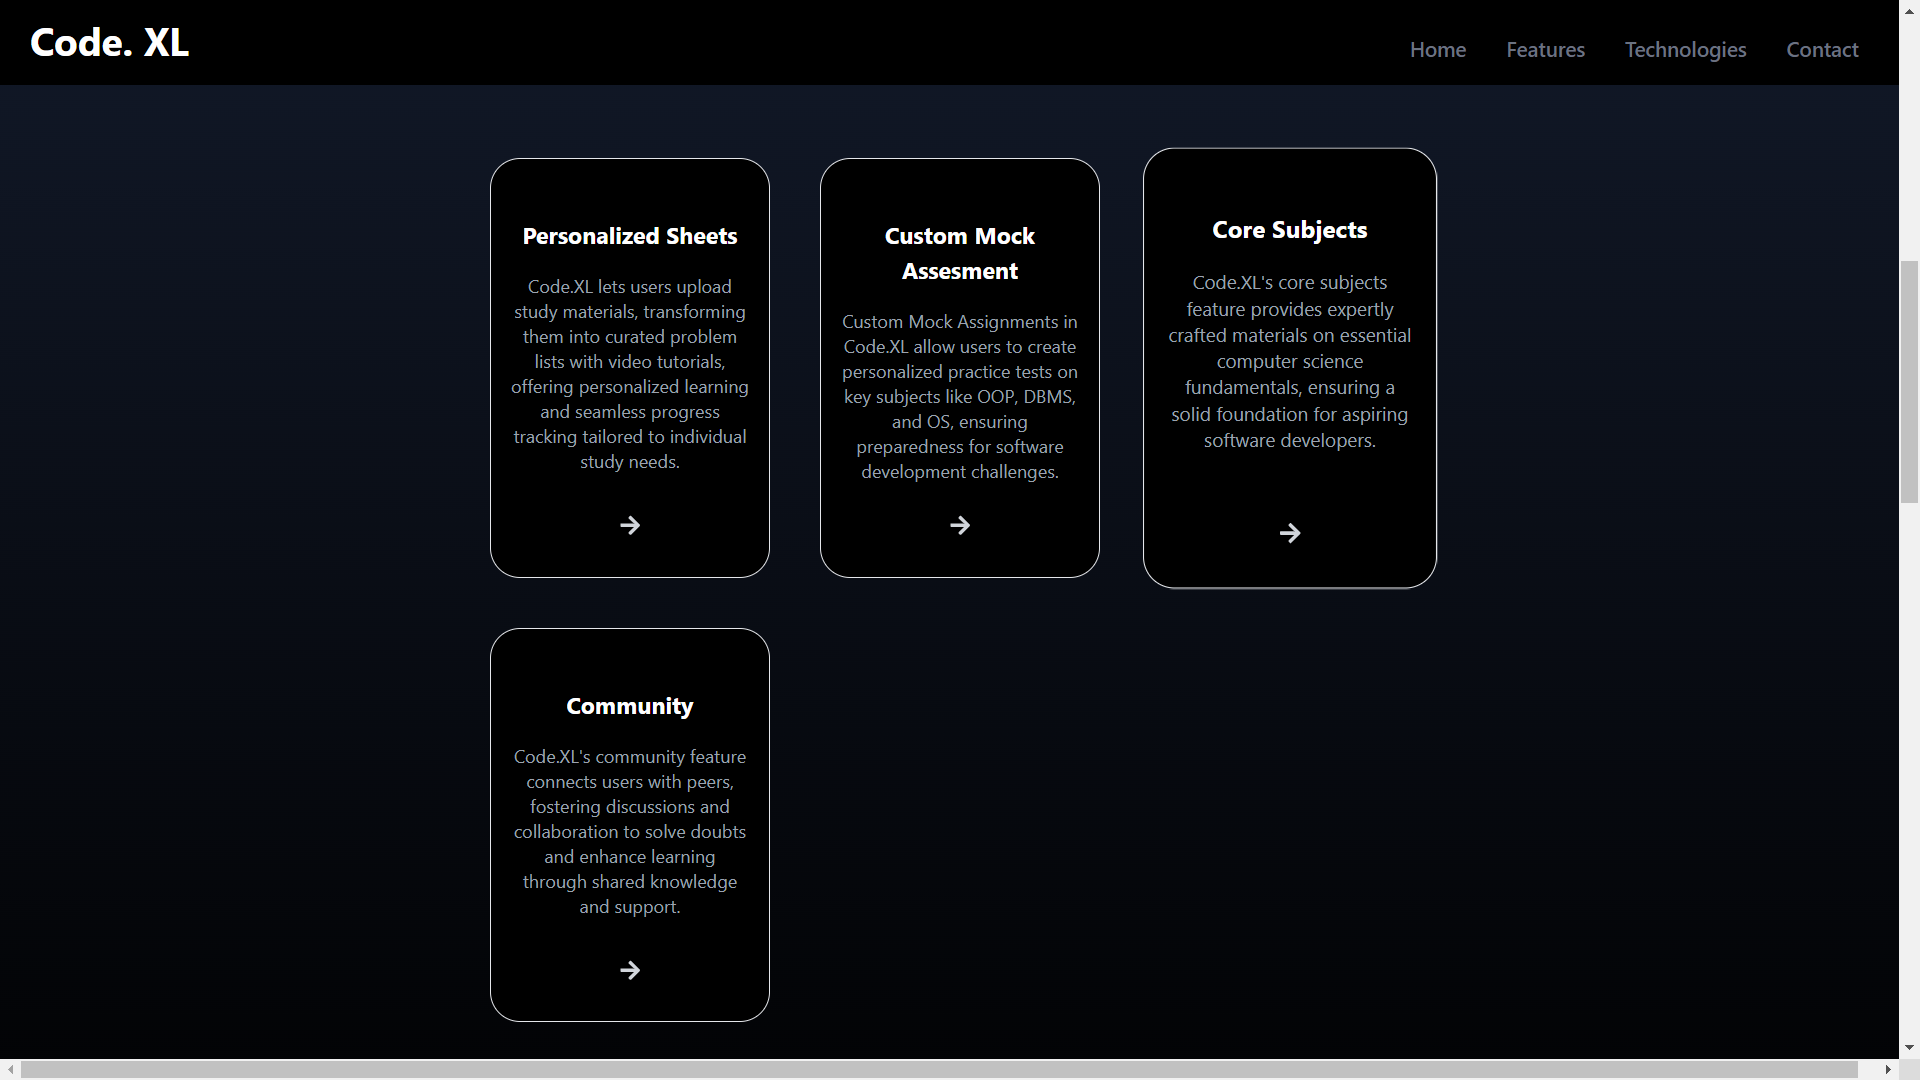 Code. XL
Home
Features
Technologies
Contact
Personalized Sheets
Code.XL lets users upload
study materials, transforming
them into curated problem
lists with video tutorials,
offering personalized learning
and seamless progress
tracking tailored to individual
study needs.
Custom Mock
Assesment
Custom Mock Assignments in
Code.XL allow users to create
personalized practice tests on
key subjects like OOP, DBMS,
and OS, ensuring
preparedness for software
development challenges.
Core Subjects
Code.XL's core subjects
feature provides expertly
crafted materials on essential
computer science
fundamentals, ensuring a
solid foundation for aspiring
software developers.
Community
Code.XL's community feature
connects users with peers,
fostering discussions and
collaboration to solve doubts
and enhance learning
through shared knowledge
and support.